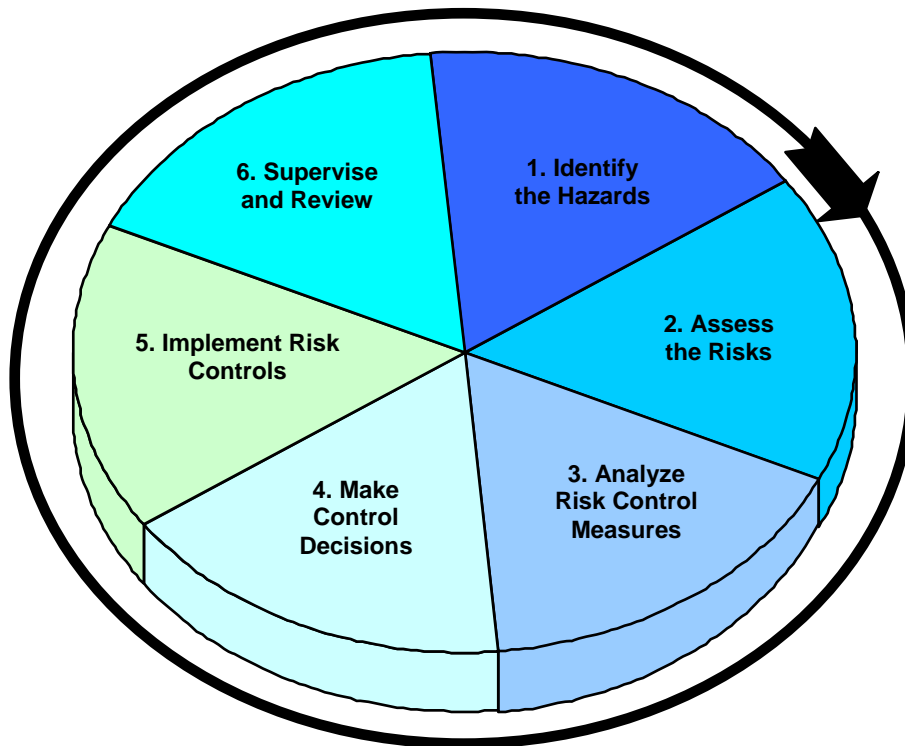 1. Identify
the Hazards
2. Assess
the Risks
3. Analyze
Risk Control
Measures
4. Make
Control
Decisions
5. Implement Risk
Controls
6. Supervise
and Review